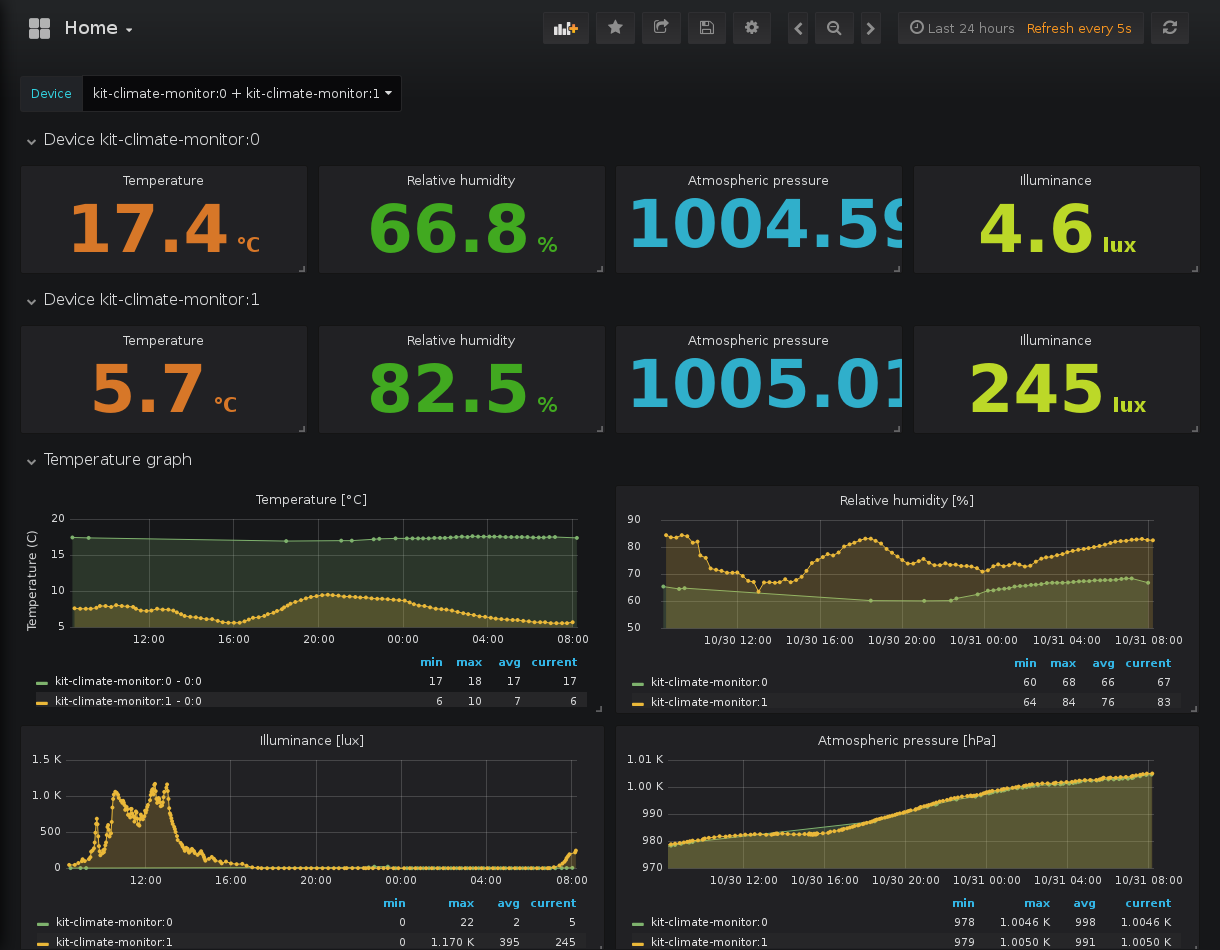 Home
Last 24 hours Refresh every 5s
Device kit-climate-monitor:0 + kit-climate-monitor:1
Device kit-climate-monitor:0
Temperature Relative humidity Atmospheric pressure Illuminance
17.4 °C 66.8 % 1004.59 4.6 lux
Device kit-climate-monitor:1
Temperature Relative humidity Atmospheric pressure Illuminance
5.7 °C 82.5 % 1005.01 245 lux
Temperature graph
Temperature [°C]
Temperature (C)
20
15
10
5
12:00 16:00 20:00 00:00 04:00 08:00
min max avg current
kit-climate-monitor:0 - 0:0 17 18 17 17
kit-climate-monitor:1 - 0:0 6 10 7 6
Relative humidity [%]
90
80
70
60
50
10/30 12:00 10/30 16:00 10/30 20:00 10/31 00:00 10/31 04:00 10/31 08:00
min max avg current
kit-climate-monitor:0 60 68 66 67
kit-climate-monitor:1 64 84 76 83
Illuminance [lux]
1.5 K
1.0 K
500
0
12:00 16:00 20:00 00:00 04:00 08:00
min max avg current
kit-climate-monitor:0 0 22 2 5
kit-climate-monitor:1 0 1.170 K 395 245
Atmospheric pressure [hPa]
1.01 K
1.00 K
990
980
970
10/30 12:00 10/30 16:00 10/30 20:00 10/31 00:00 10/31 04:00 10/31 08:00
min max avg current
kit-climate-monitor:0 978 1.0046 K 998 1.0046 K
kit-climate-monitor:1 979 1.0050 K 991 1.0050 K